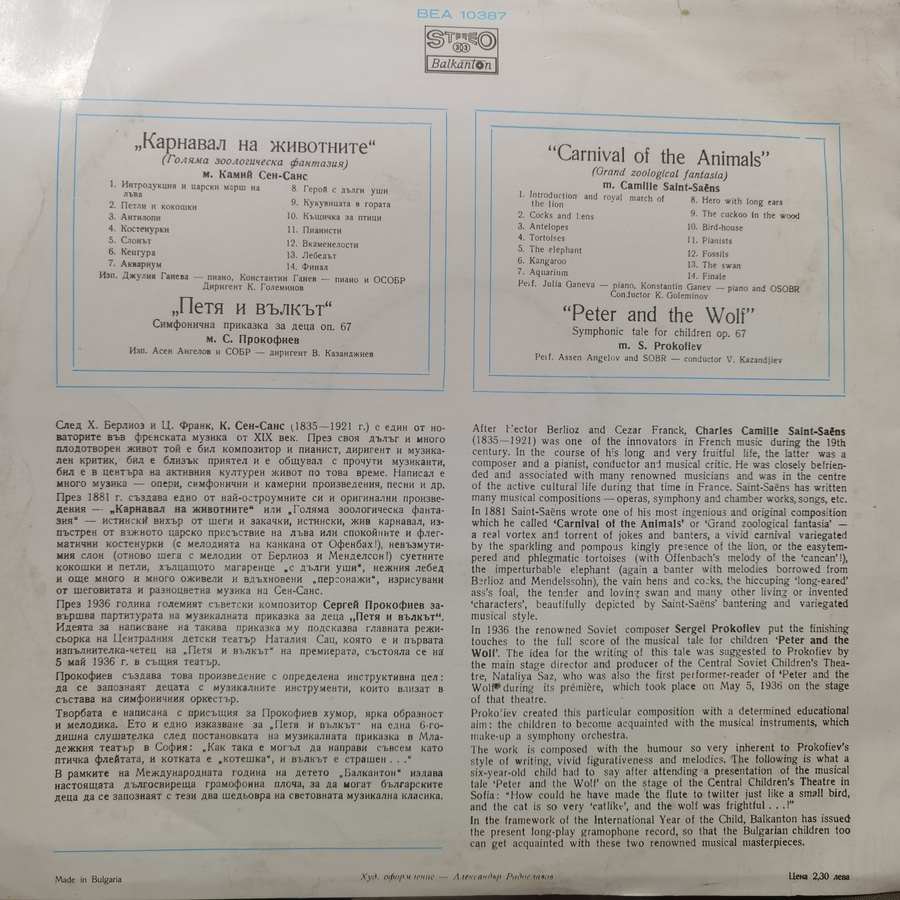 BEA 10387
STEREO
33
Balkanton
„Карнавал на животните“
(Голяма зоологическа фантазия)
м. Камий Сен-Санс
1. Интродукция и царски марш на лъва
2. Петли и кокошки
3. Антилопи
4. Костенурки
5. Слонът
6. Кенгура
7. Аквариум
8. Герой с дълги уши
9. Кукувицата в гората
10. Къщичка за птици
11. Пианисти
12. Вкаменелости
13. Лебедът
14. Финал
Изп. Джулия Ганева — пиано, Константин Ганев — пиано и ОСОБР
Диригент К. Големинов
„Петя и вълкът“
Симфонична приказка за деца оп. 67
м. С. Прокофиев
Изп. Асен Ангелов и СОБР — диригент В. Казанджиев
“Carnival of the Animals”
(Grand zoological fantasia)
m. Camille Saint-Saëns
1. Introduction and royal march of the lion
2. Cocks and hens
3. Antelopes
4. Tortoises
5. The elephant
6. Kangaroo
7. Aquarium
8. Hero with long ears
9. The cuckoo in the wood
10. Bird-house
11. Pianists
12. Fossils
13. The swan
14. Finale
Perf. Julia Ganeva — piano, Konstantin Ganev — piano and OSOBR
Conductor K. Goleminov
“Peter and the Wolf”
Symphonic tale for children op. 67
m. S. Prokofiev
Perf. Assen Angelov and SOBR — conductor V. Kazandjiev
След Х. Берлиоз и Ц. Франк, К. Сен-Санс (1835—1921 г.) е един от но-
ваторите във френската музика от XIX век. През своя дълъг и много
плодотворен живот той е бил композитор и пианист, диригент и музика-
лен критик, бил е близък приятел и е общувал с прочути музиканти,
бил е в центъра на активния културен живот по това време. Написал е
много музика — опери, симфонични и камерни произведения, песни и др.
През 1881 г. създава едно от най-остроумните си и оригинални произве-
дения — „Карнавал на животните“ или „Голяма зоологическа фанта-
зия“ — истински вихър от шеги и закачки, истински, жив карнавал, из-
пъстрен от важното царско присъствие на лъва или спокойните и флег-
матични костенурки (с мелодията на канкана от Офенбах!), невъзмути-
мия слон (отново шега с мелодии от Берлиоз и Менделсон!) суетните
кокошки и петли, хълцащото магаренце „с дълги уши“, нежния лебед
и още много и много оживели и вдъхновени „персонажи“, изрисувани
от шеговитата и разноцветна музика на Сен-Санс.
През 1936 година големият съветски композитор Сергей Прокофиев за-
вършва партитурата на музикалната приказка за деца „Петя и вълкът“.
Идеята за написване на такава приказка му подсказва главната режи-
сьорка на Централния детски театър Наталия Сац, която е и първата
изпълнителка-четец на „Петя и вълкът“ на премиерата, състояла се на
5 май 1936 г. в същия театър.
Прокофиев създава това произведение с определена инструктивна цел:
да се запознаят децата с музикалните инструменти, които влизат в
състава на симфоничния оркестър.
Творбата е написана с присъщия за Прокофиев хумор, ярка образност
и мелодика. Ето и едно изказване за „Петя и вълкът“ на една 6-го-
дишна слушателка след постановката на музикалната приказка в Мла-
дежкия театър в София: „Как така е могъл да направи съвсем като
птичка флейтата, и котката е „котешка“, и вълкът е страшен . . .“
В рамките на Международната година на детето „Балкантон“ издава
настоящата дългосвиреща грамофонна плоча, за да могат българските
деца да се запознаят с тези два шедьовра на световната музикална класика.
After Hector Berlioz and Cezar Franck, Charles Camille Saint-Saëns
(1835—1921) was one of the innovators in French music during the 19th
century. In the course of his long and very fruitful life, the latter was a
composer and a pianist, conductor and musical critic. He was closely befrien-
ded and associated with many renowned musicians and was in the centre
of the active cultural life during that time in France. Saint-Saëns has written
many musical compositions — operas, symphony and chamber works, songs, etc.
In 1881 Saint-Saëns wrote one of his most ingenious and original composition
which he called ‘Carnival of the Animals’ or ‘Grand zoological fantasia’ —
a real vortex and torrent of jokes and banters, a vivid carnival variegated
by the sparkling and pompous kingly presence of the lion, or the easytem-
pered and phlegmatic tortoises (with Offenbach's melody of the ‘cancan’!),
the imperturbable elephant (again a banter with melodies borrowed from
Berlioz and Mendelssohn), the vain hens and cocks, the hiccuping ‘long-eared’
ass's foal, the tender and loving swan and many other living or invented
‘characters’, beautifully depicted by Saint-Saëns' bantering and variegated
musical style.
In 1936 the renowned Soviet composer Sergei Prokofiev put the finishing
touches to the full score of the musical tale for children ‘Peter and the
Wolf’. The idea for the writing of this tale was suggested to Prokofiev by
the main stage director and producer of the Central Soviet Children's Thea-
tre, Nataliya Saz, who was also the first performer-reader of ‘Peter and the
Wolf’ during its prémière, which took place on May 5, 1936 on the stage
of that theatre.
Prokofiev created this particular composition with a determined educational
aim: the children to become acquainted with the musical instruments, which
make-up a symphony orchestra.
The work is composed with the humour so very inherent to Prokofiev's
style of writing, vivid figurativeness and melodics. The following is what a
six-year-old child had to say after attending a presentation of the musical
tale ‘Peter and the Wolf’ on the stage of the Central Children's Theatre in
Sofia: “How could he have made the flute to twitter just like a small bird,
and the cat is so very ‘catlike’, and the wolf was frightful . . .!”
In the framework of the International Year of the Child, Balkanton has issued
the present long-play gramophone record, so that the Bulgarian children too
can get acquainted with these two renowned musical masterpieces.
Made in Bulgaria
Худ. оформление — Александър Радославов
Цена 2,30 лева